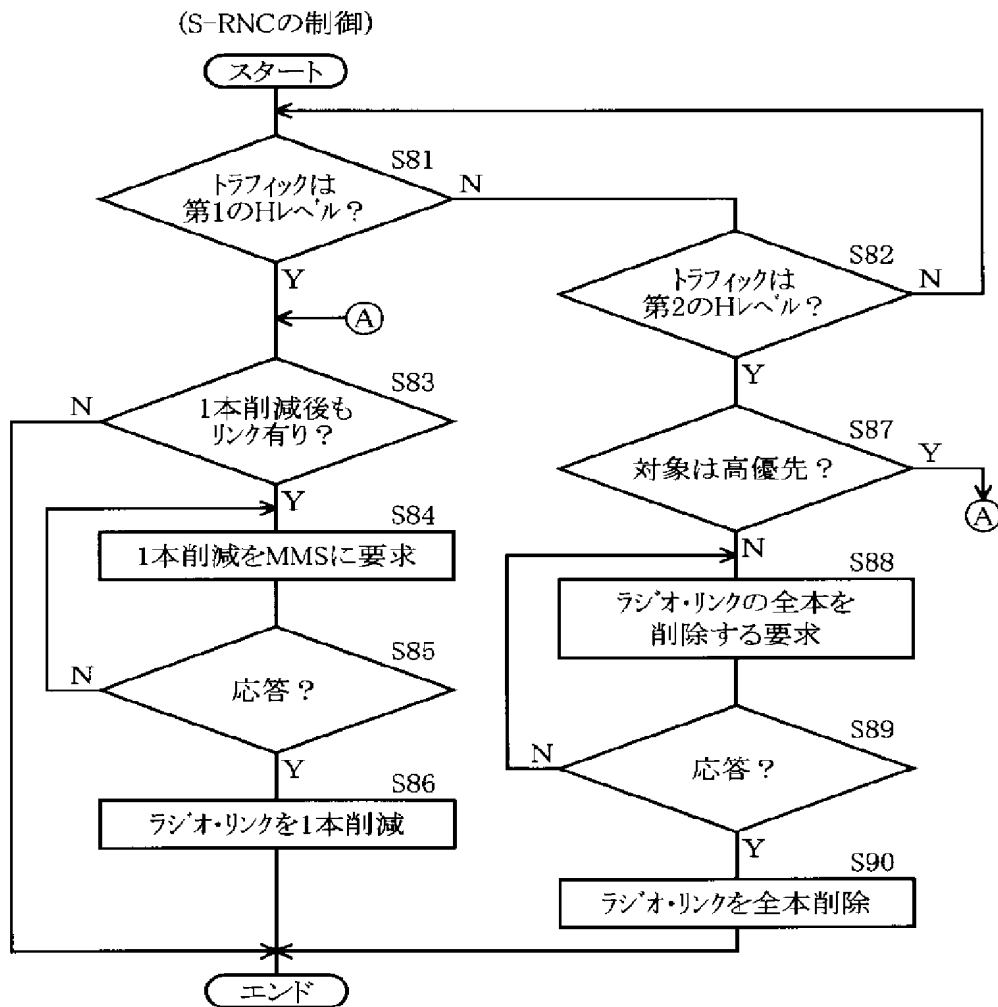 (S-RNCの制御)
スタート
S81
トラフィックは
第1のHレベル?
N
Y
S82
トラフィックは
第2のHレベル?
N
Y
A
S83
1本削減後も
リンク有り?
N
Y
S87
対象は高優先?
Y
A
N
S84
1本削減をMMSに要求
S88
ラジオ・リンクの全本を
削除する要求
S85
応答?
N
Y
S89
応答?
N
Y
S86
ラジオ・リンクを1本削減
S90
ラジオ・リンクを全本削除
エンド